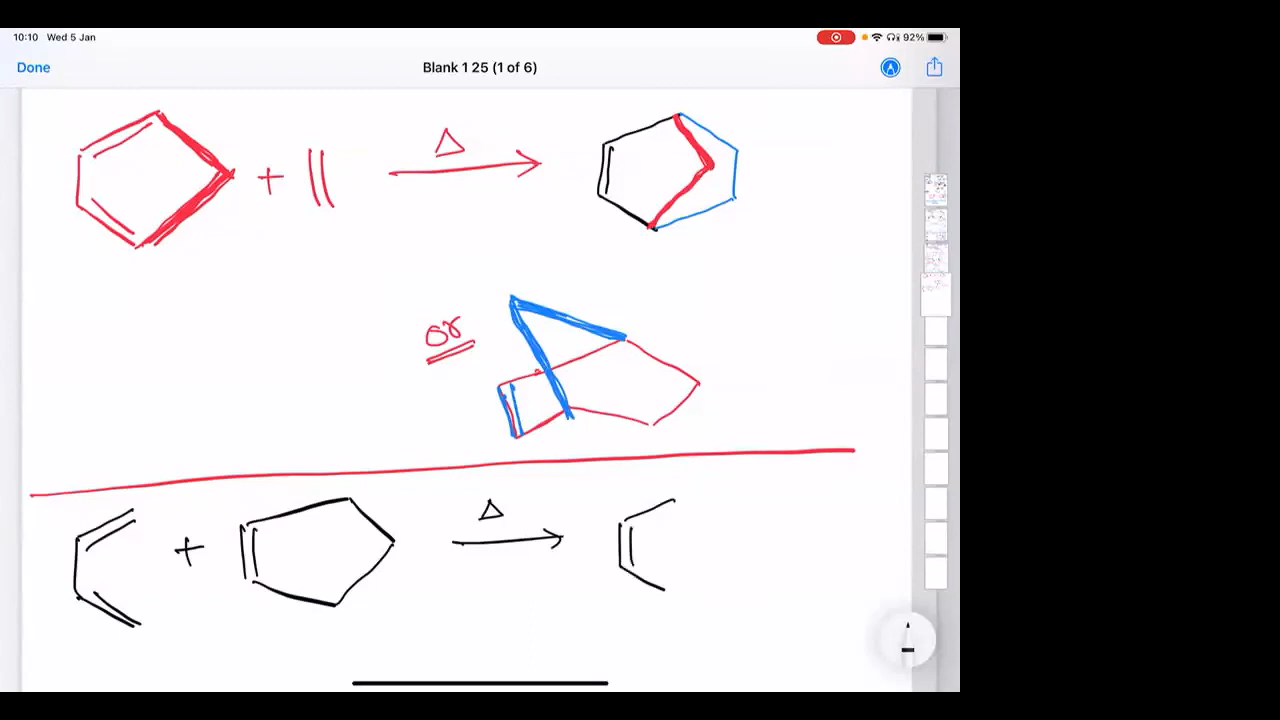 10:10 Wed 5 Jan
92%
Done
Blank 1 25 (1 of 6)
+
Δ
or
+
Δ